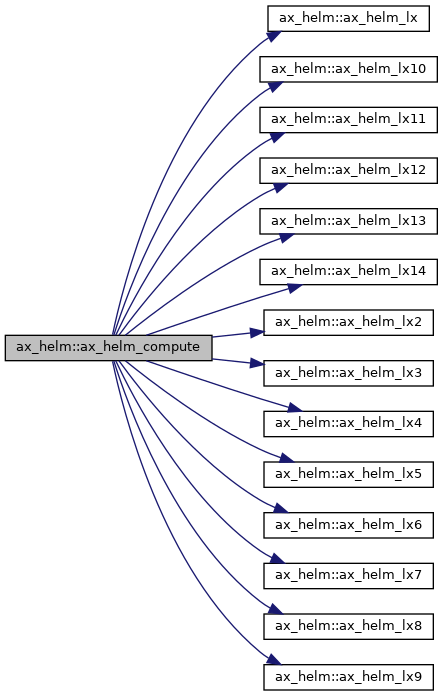 ax_helm::ax_helm_compute
ax_helm::ax_helm_lx
ax_helm::ax_helm_lx10
ax_helm::ax_helm_lx11
ax_helm::ax_helm_lx12
ax_helm::ax_helm_lx13
ax_helm::ax_helm_lx14
ax_helm::ax_helm_lx2
ax_helm::ax_helm_lx3
ax_helm::ax_helm_lx4
ax_helm::ax_helm_lx5
ax_helm::ax_helm_lx6
ax_helm::ax_helm_lx7
ax_helm::ax_helm_lx8
ax_helm::ax_helm_lx9